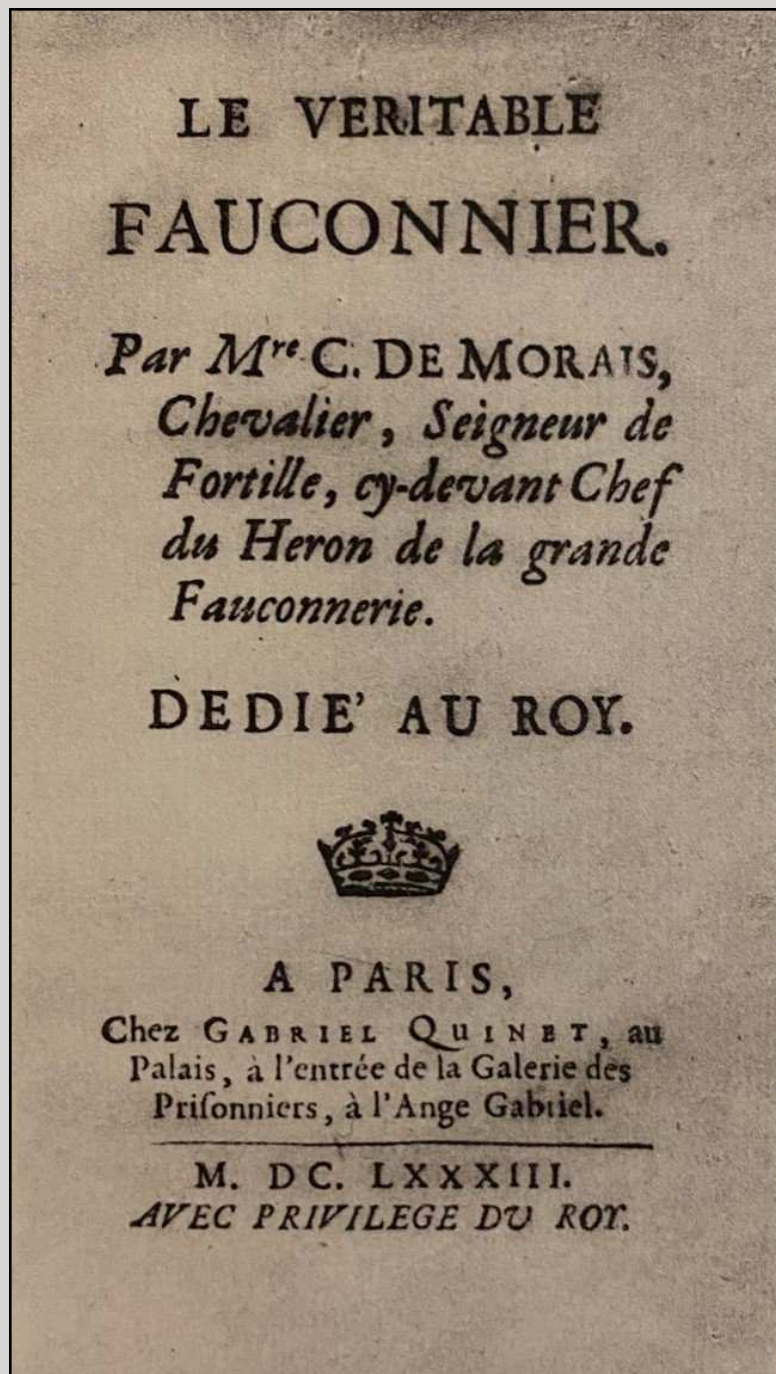 LE VERITABLE
FAUCONNIER.
Par Mre C. DE MORAIS,
Chevalier, Seigneur de
Fortille, cy-devant Chef
du Heron de la grande
Fauconnerie.
DEDIE' AU ROY.
A PARIS,
Chez GABRIEL QUINET, au
Palais, à l'entrée de la Galerie des
Priſonniers, à l'Ange Gabriel.
M. DC. LXXXIII.
AVEC PRIVILEGE DU ROY.